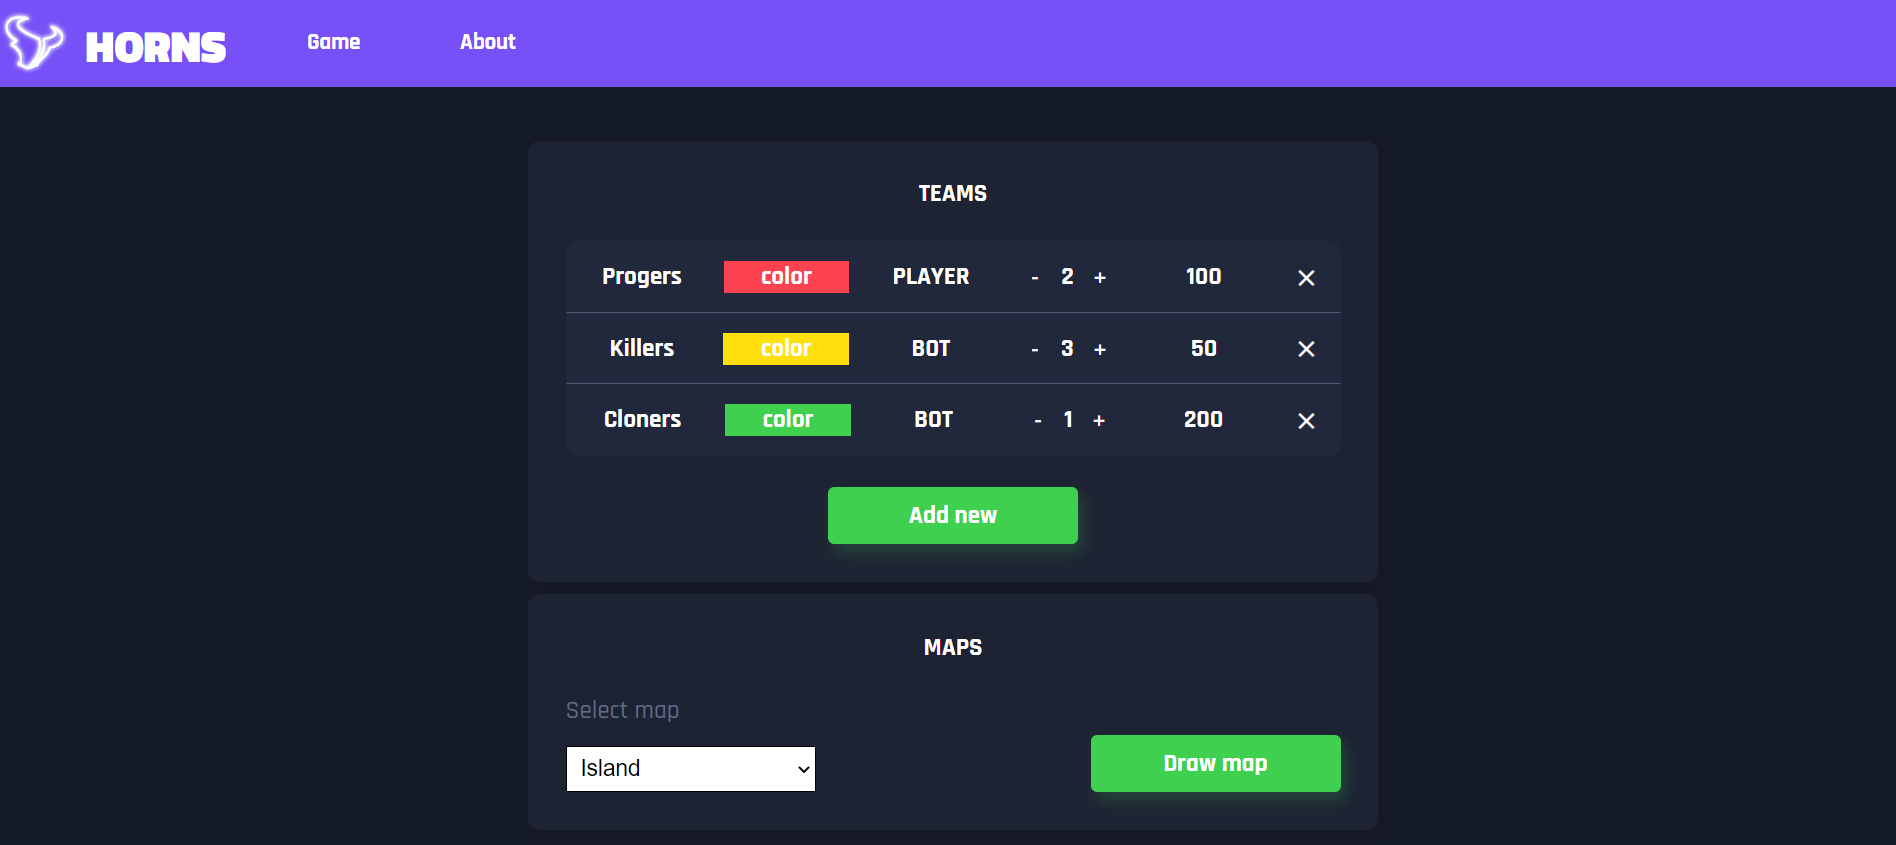 HORNS Game About
TEAMS
Progers color PLAYER - 2 + 100 ×
Killers color BOT - 3 + 50 ×
Cloners color BOT - 1 + 200 ×
Add new
MAPS
Select map
Island
Draw map